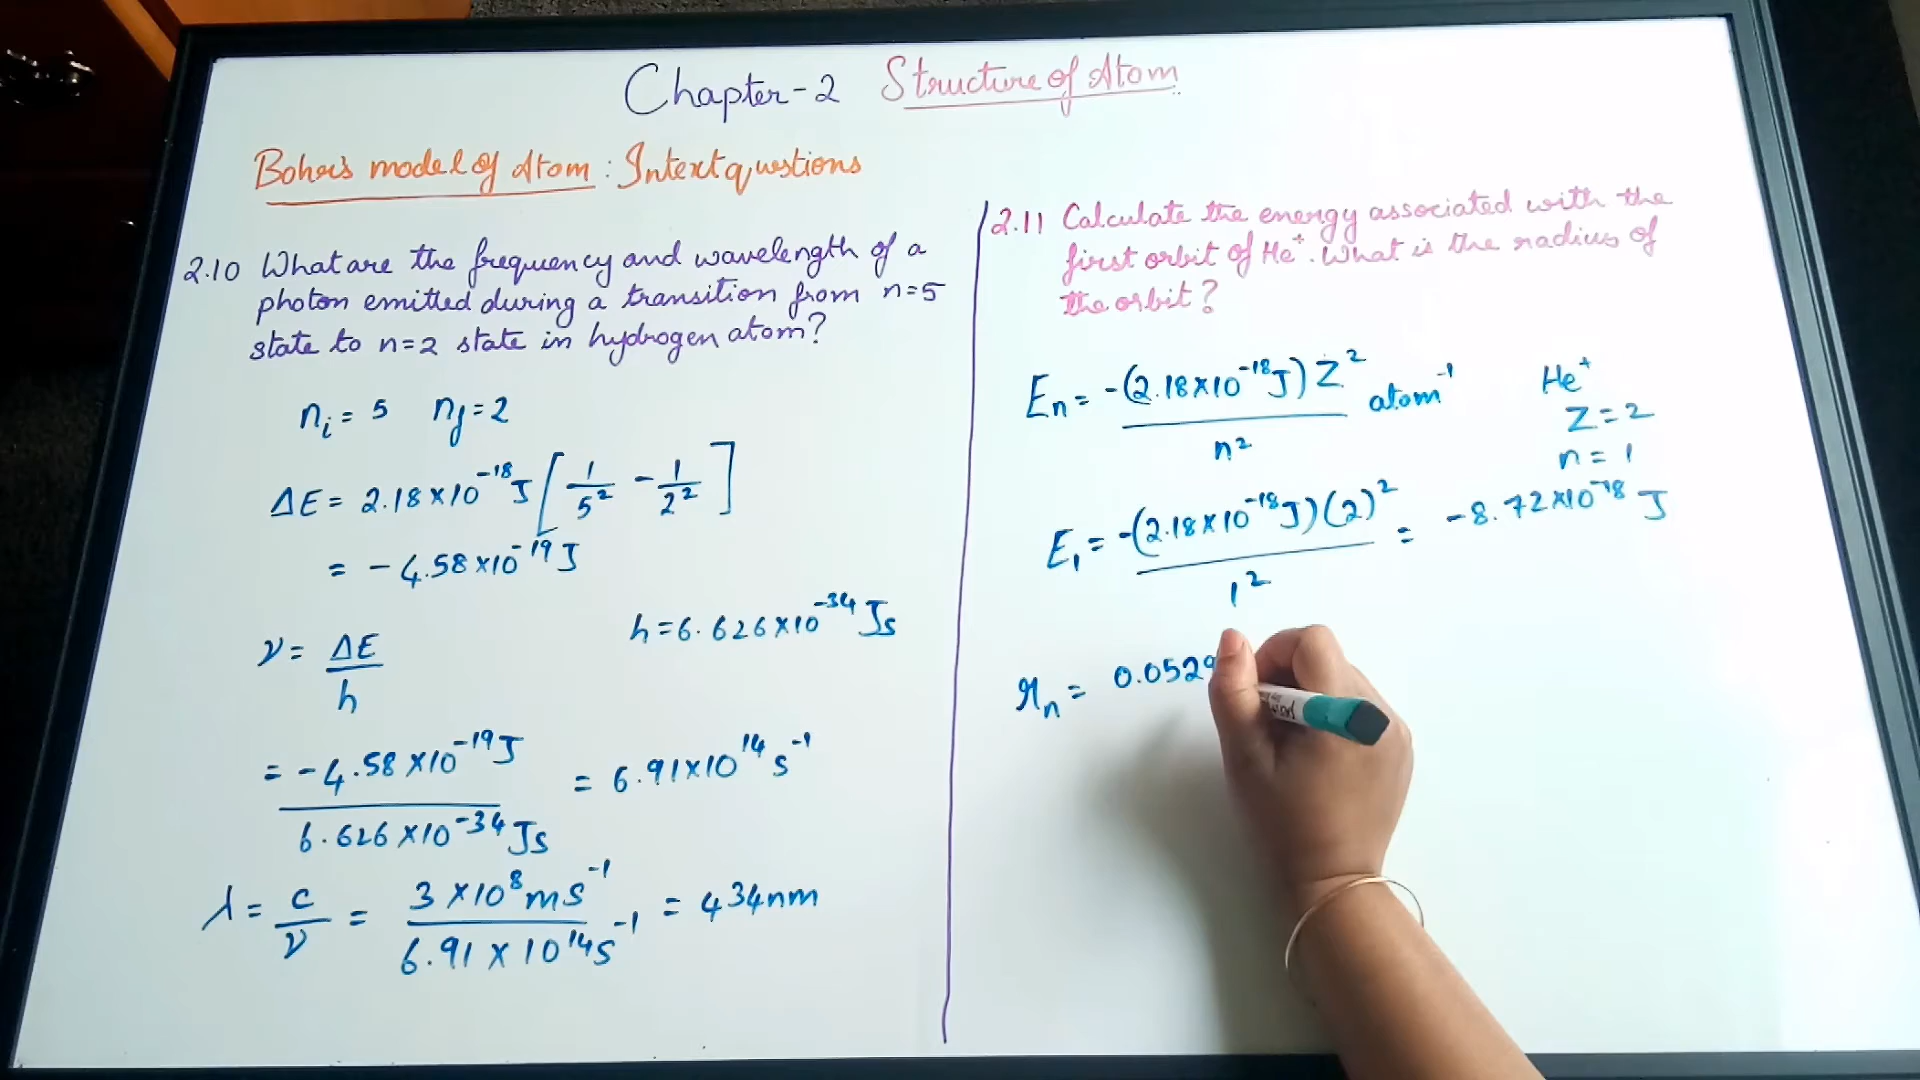 Chapter-2 Structure of Atom
Bohr's model of Atom : Intext questions
2.10 What are the frequency and wavelength of a
photon emitted during a transition from n=5
state to n=2 state in hydrogen atom?
nᵢ = 5 n_f = 2
ΔE = 2.18×10⁻¹⁸ J [1/5² - 1/2²]
= -4.58×10⁻¹⁹ J
h = 6.626×10⁻³⁴ Js
ν = ΔE/h
= -4.58×10⁻¹⁹ J / 6.626×10⁻³⁴ Js = 6.91×10¹⁴ s⁻¹
λ = c/ν = 3×10⁸ ms⁻¹ / 6.91×10¹⁴ s⁻¹ = 434nm
2.11 Calculate the energy associated with the
first orbit of He⁺. What is the radius of
the orbit?
Eₙ = -(2.18×10⁻¹⁸ J) Z² / n² atom⁻¹
He⁺
Z = 2
n = 1
E₁ = -(2.18×10⁻¹⁸ J)(2)² / 1² = -8.72×10⁻¹⁸ J
rₙ = 0.0529